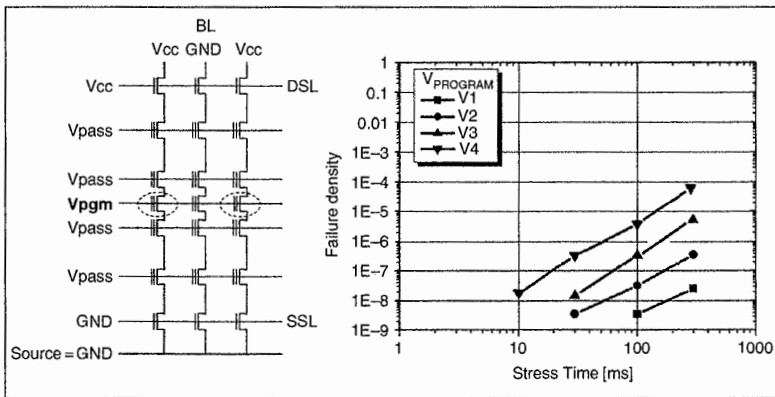 BL
Vcc GND Vcc
Vcc
DSL
Vpass
Vpass
Vpgm
Vpass
Vpass
GND
SSL
Source = GND
VPROGRAM
V1
V2
V3
V4
1
0.1
0.01
1E−3
1E−4
1E−5
1E−6
1E−7
1E−8
1E−9
Failure density
1 10 100 1000
Stress Time [ms]